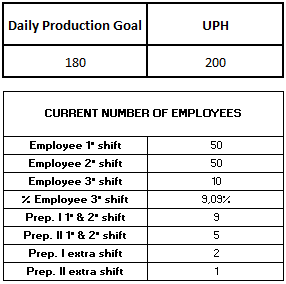 Daily Production Goal UPH
180 200
CURRENT NUMBER OF EMPLOYEES
Employee 1ª shift 50
Employee 2ª shift 50
Employee 3ª shift 10
% Employee 3ª shift 9,09%
Prep. I 1ª & 2ª shift 9
Prep. II 1ª & 2ª shift 5
Prep. I extra shift 2
Prep. II extra shift 1